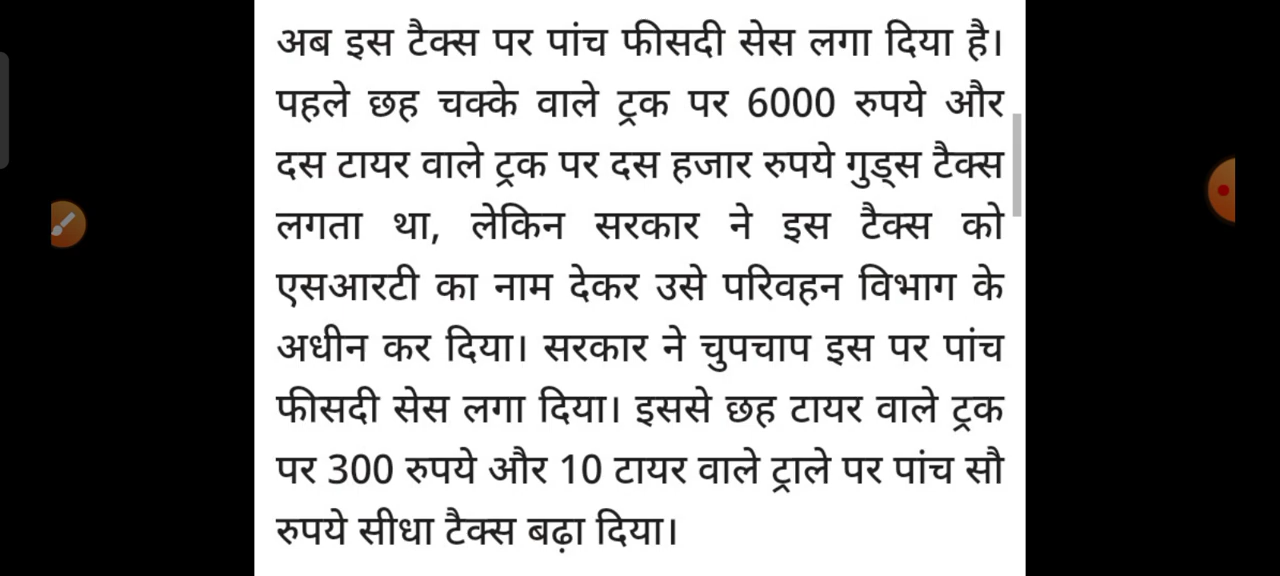 अब इस टैक्स पर पांच फीसदी सेस लगा दिया है।
पहले छह चक्के वाले ट्रक पर 6000 रुपये और
दस टायर वाले ट्रक पर दस हजार रुपये गुड्स टैक्स
लगता था, लेकिन सरकार ने इस टैक्स को
एसआरटी का नाम देकर उसे परिवहन विभाग के
अधीन कर दिया। सरकार ने चुपचाप इस पर पांच
फीसदी सेस लगा दिया। इससे छह टायर वाले ट्रक
पर 300 रुपये और 10 टायर वाले ट्राले पर पांच सौ
रुपये सीधा टैक्स बढ़ा दिया।